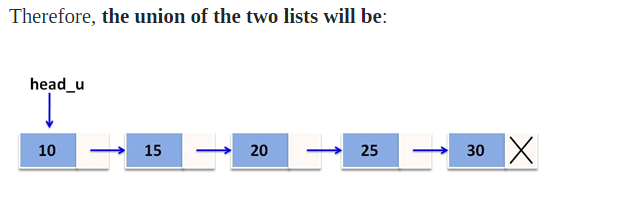 Therefore, the union of the two lists will be:
head_u
10 15 20 25 30